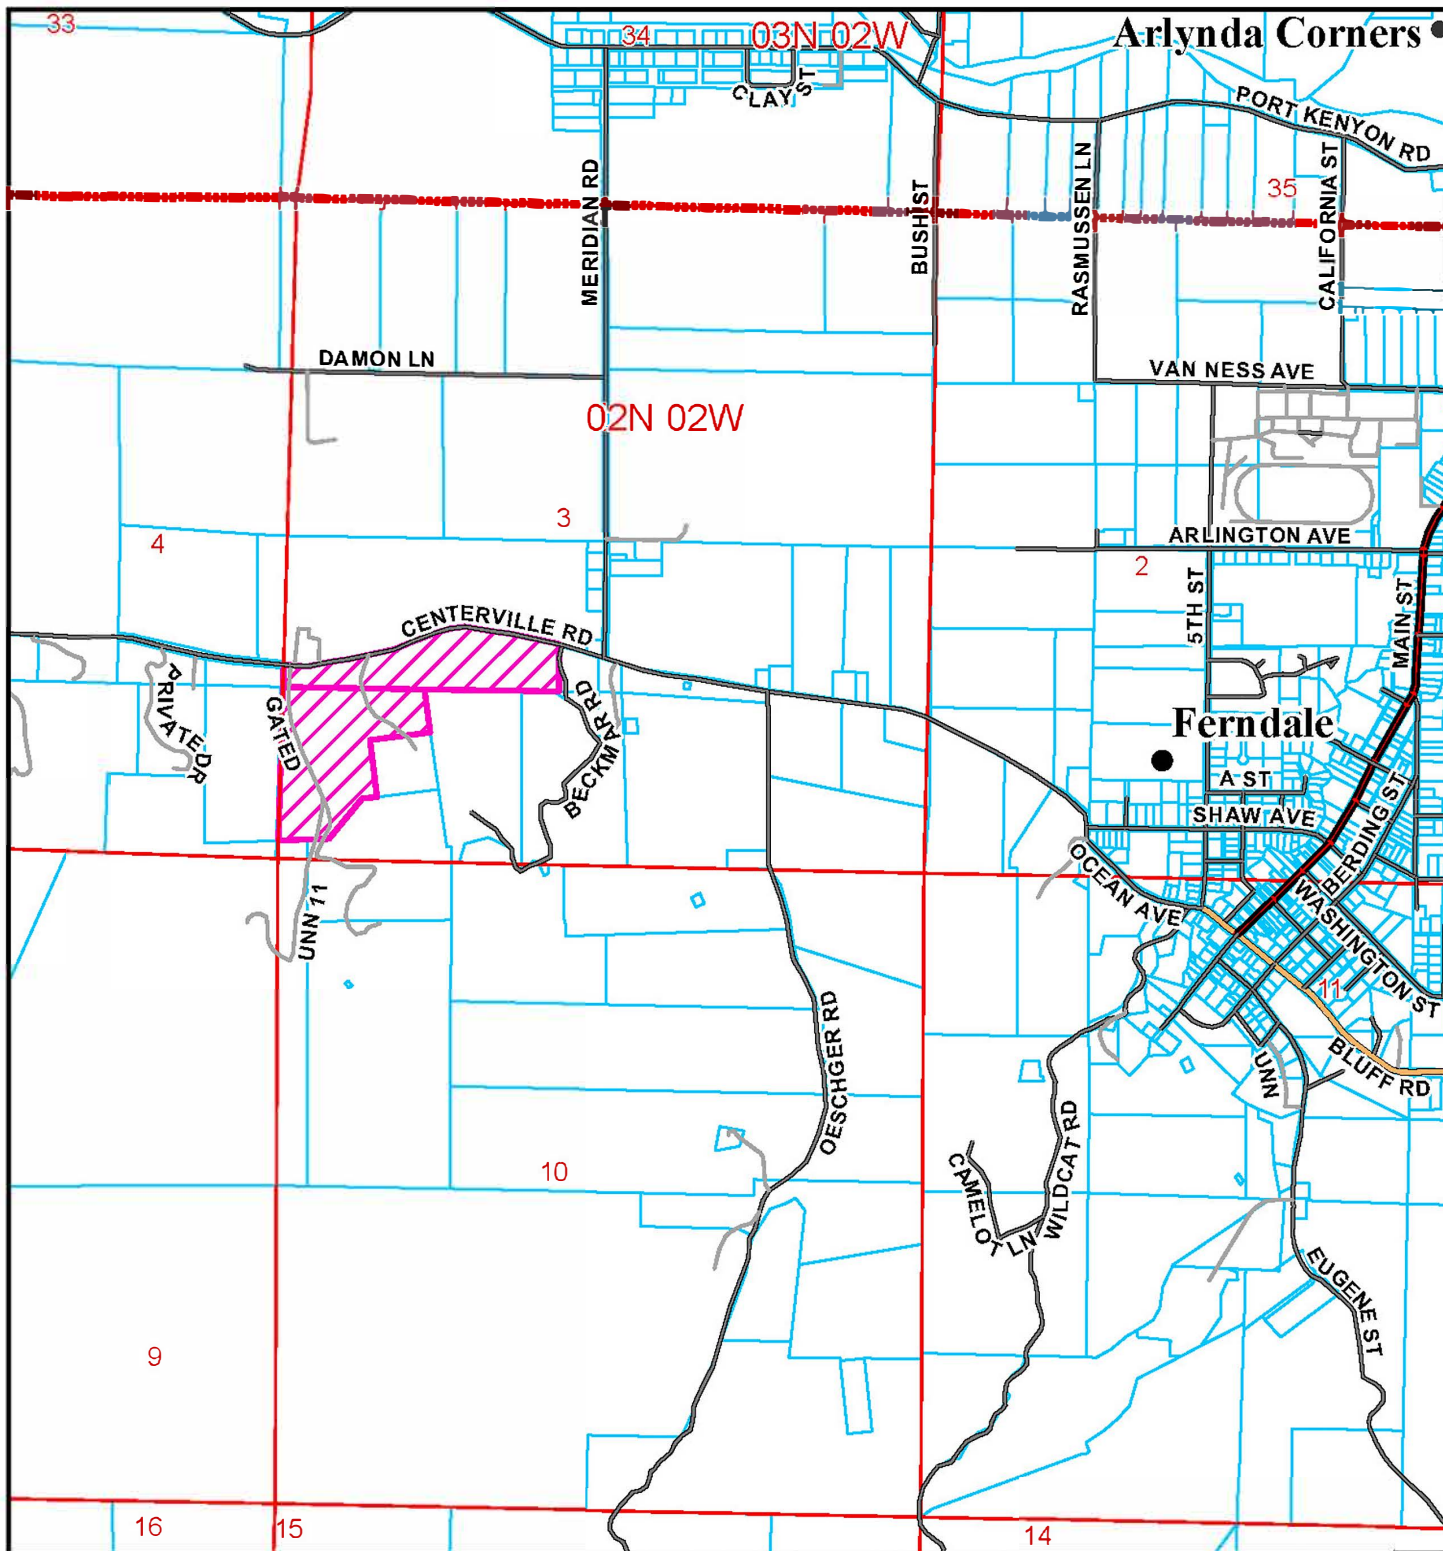 33
34
03N 02W
Arlynda Corners
CLAY ST
PORT KENYON RD
MERIDIAN RD
BUSH ST
RASMUSSEN LN
35
CALIFORNIA ST
DAMON LN
VAN NESS AVE
02N 02W
3
4
ARLINGTON AVE
2
5TH ST
MAIN ST
CENTERVILLE RD
PRIVATE DR
GATED
BECKMAR RD
Ferndale
A ST
SHAW AVE
BERDING ST
OCEAN AVE
WASHINGTON ST
UNN 11
11
OESCHGER RD
UNN
BLUFF RD
WILDCAT RD
10
CAMELOT LN
EUGENE ST
9
16
15
14